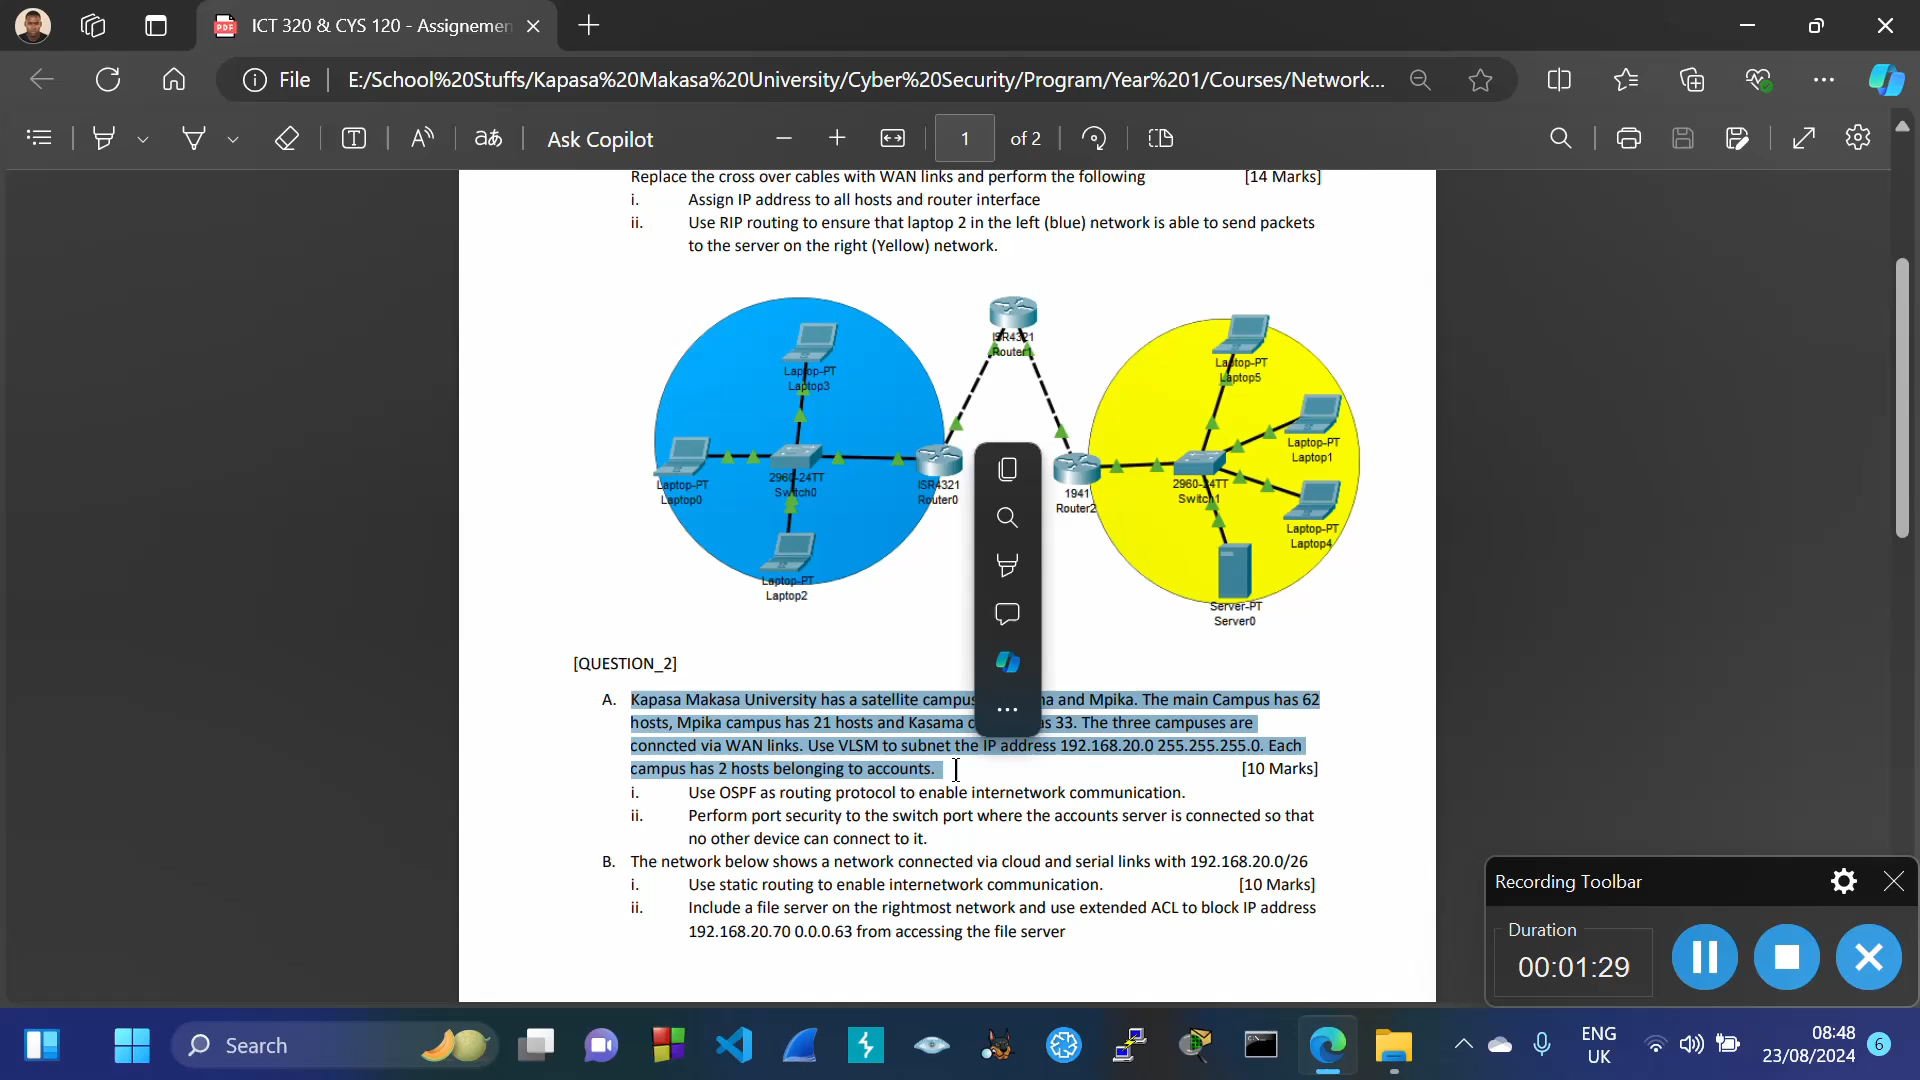 ICT 320 & CYS 120 - Assignemen
File
E:/School%20Stuffs/Kapasa%20Makasa%20University/Cyber%20Security/Program/Year%201/Courses/Network...
Ask Copilot
1 of 2
Replace the cross over cables with WAN links and perform the following [14 Marks]
i. Assign IP address to all hosts and router interface
ii. Use RIP routing to ensure that laptop 2 in the left (blue) network is able to send packets
to the server on the right (Yellow) network.
ISR4321
Router1
Laptop-PT
Laptop3
Laptop-PT
Laptop5
Laptop-PT
Laptop1
Laptop-PT
Laptop0
2960-24TT
Switch0
ISR4321
Router0
1941
Router2
2960-24TT
Switch1
Laptop-PT
Laptop4
Laptop-PT
Laptop2
Server-PT
Server0
[QUESTION_2]
A. Kapasa Makasa University has a satellite campus and Mpika. The main Campus has 62
hosts, Mpika campus has 21 hosts and Kasama 33. The three campuses are
conncted via WAN links. Use VLSM to subnet the IP address 192.168.20.0 255.255.255.0. Each
campus has 2 hosts belonging to accounts. [10 Marks]
i. Use OSPF as routing protocol to enable internetwork communication.
ii. Perform port security to the switch port where the accounts server is connected so that
no other device can connect to it.
B. The network below shows a network connected via cloud and serial links with 192.168.20.0/26
i. Use static routing to enable internetwork communication. [10 Marks]
ii. Include a file server on the rightmost network and use extended ACL to block IP address
192.168.20.70 0.0.0.63 from accessing the file server
Recording Toolbar
Duration
00:01:29
Search
ENG
UK
08:48
23/08/2024
6